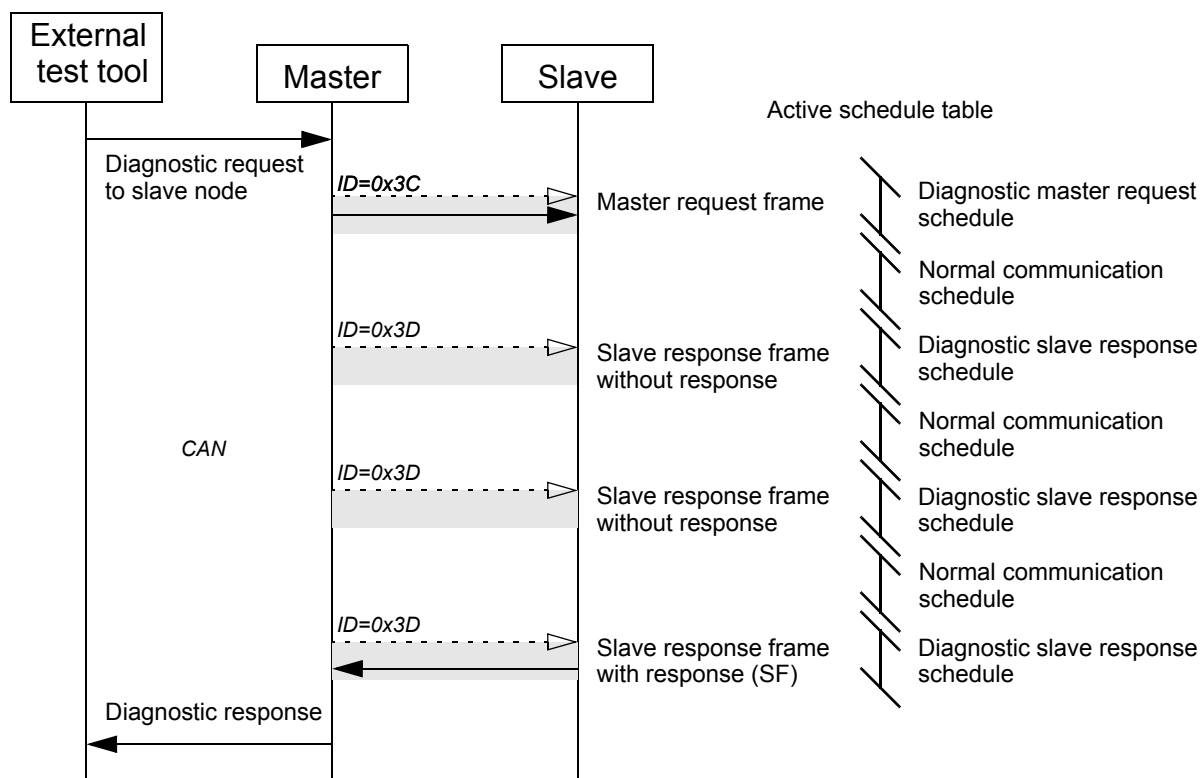 External
test tool
Master
Slave
Active schedule table
Diagnostic request
to slave node
ID=0x3C
Master request frame
Diagnostic master request
schedule
Normal communication
schedule
ID=0x3D
Slave response frame
without response
Diagnostic slave response
schedule
Normal communication
schedule
CAN
ID=0x3D
Slave response frame
without response
Diagnostic slave response
schedule
Normal communication
schedule
ID=0x3D
Slave response frame
with response (SF)
Diagnostic slave response
schedule
Diagnostic response